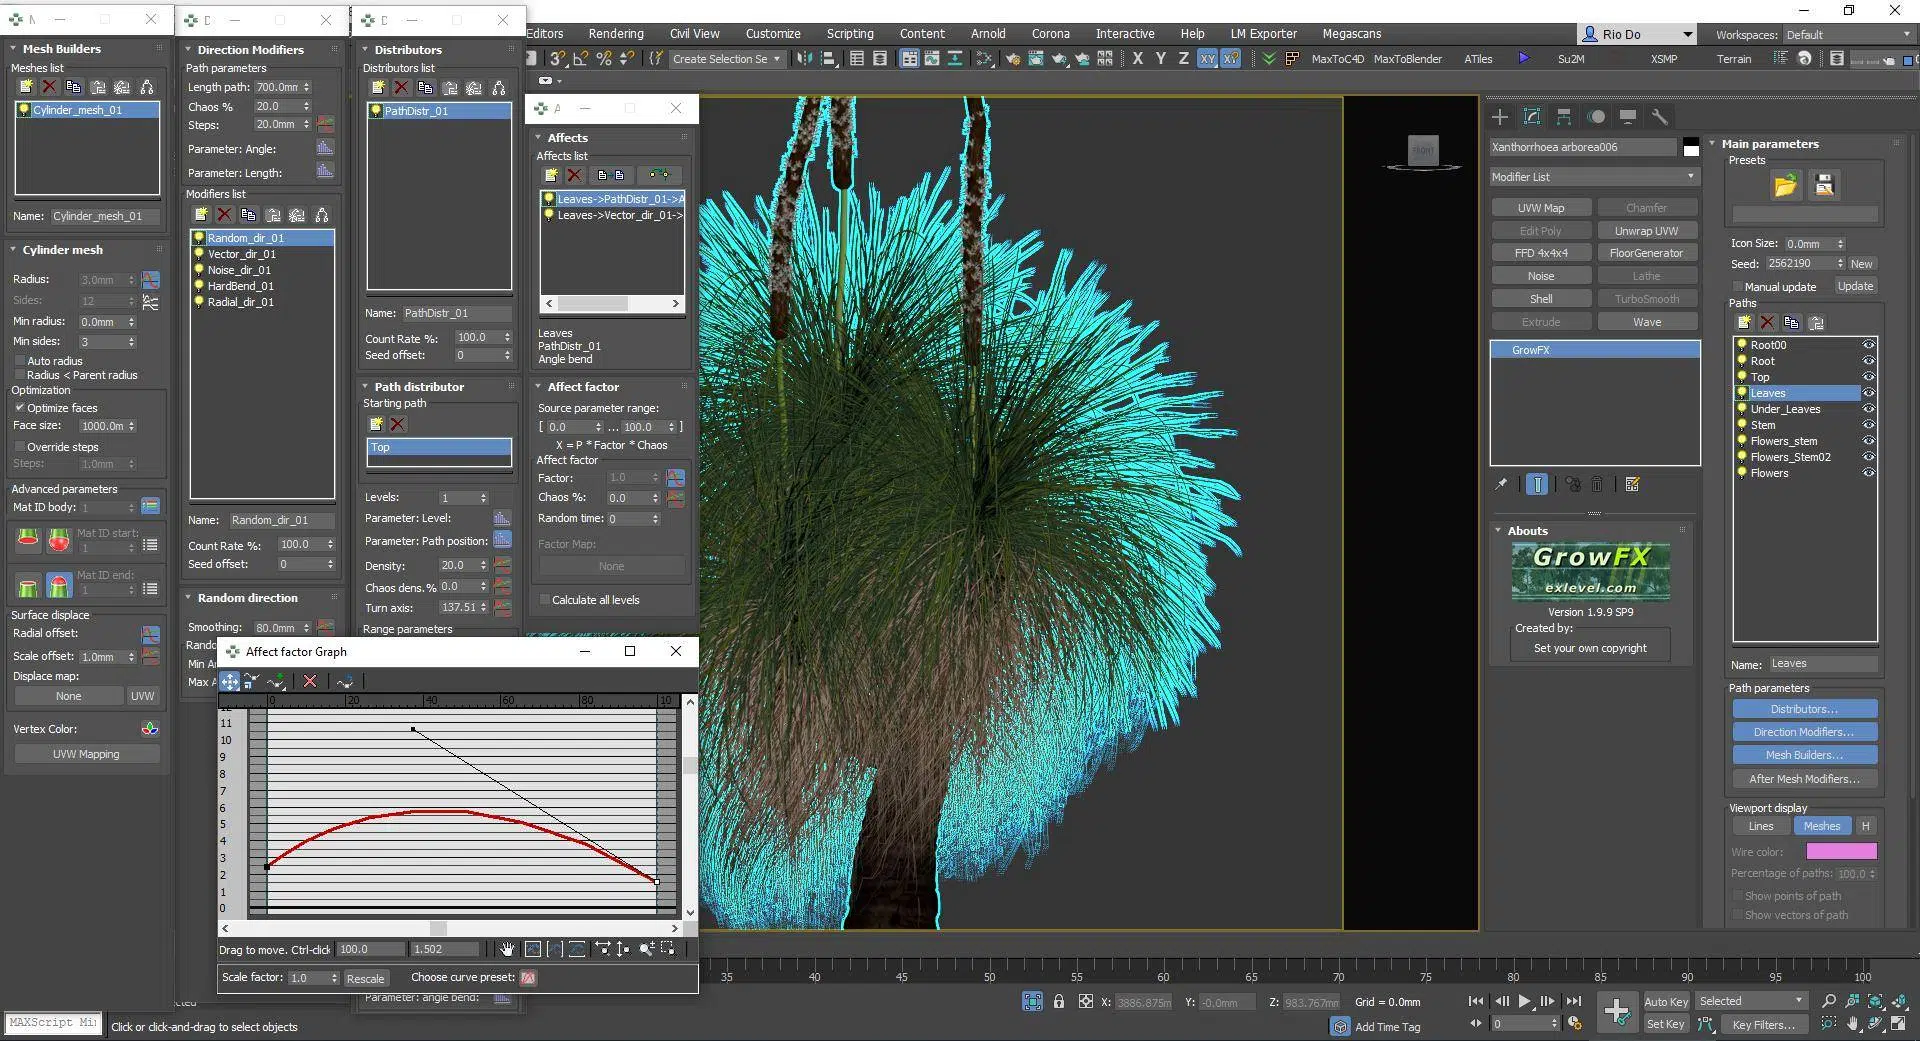 Editors Rendering Civil View Customize Scripting Content Arnold Corona Interactive Help LM Exporter Megascans
Rio Do
Workspaces: Default
Create Selection Se
X Y Z XY
MaxToC4D MaxToBlender ATiles Su2M XSMP Terrain
Mesh Builders
Meshes list
Cylinder_mesh_01
Name: Cylinder_mesh_01
Cylinder mesh
Radius: 3.0mm
Sides: 12
Min radius: 0.0mm
Min sides: 3
Auto radius
Radius < Parent radius
Optimization
Optimize faces
Face size: 1000.0m
Override steps
Steps: 1.0mm
Advanced parameters
Mat ID body: 1
Mat ID start:
1
Mat ID end:
1
Surface displace
Radial offset:
Scale offset: 1.0mm
Displace map:
None UVW
Vertex Color:
UVW Mapping
Direction Modifiers
Path parameters
Length path: 700.0mm
Chaos % 20.0
Steps: 20.0mm
Parameter: Angle:
Parameter: Length:
Modifiers list
Random_dir_01
Vector_dir_01
Noise_dir_01
HardBend_01
Radial_dir_01
Name: Random_dir_01
Count Rate %: 100.0
Seed offset: 0
Random direction
Smoothing: 80.0mm
Rando
Min A
Max A
Distributors
Distributors list
PathDistr_01
Name: PathDistr_01
Count Rate %: 100.0
Seed offset: 0
Path distributor
Starting path
Top
Levels: 1
Parameter: Level:
Parameter: Path position:
Density: 20.0
Chaos dens.% 0.0
Turn axis: 137.51
Range parameters
Parameter: angle bend:
Affects
Affects list
Leaves->PathDistr_01->A
Leaves->Vector_dir_01->
Leaves
PathDistr_01
Angle bend
Affect factor
Source parameter range:
[ 0.0 ... 100.0 ]
X = P * Factor * Chaos
Affect factor
Factor: 1.0
Chaos %: 0.0
Random time: 0
Factor Map:
None
Calculate all levels
Affect factor Graph
0 20 40 60 80 10
12
11
10
9
8
7
6
5
4
3
2
1
0
Drag to move. Ctrl-click 100.0 1.502
Scale factor: 1.0 Rescale Choose curve preset:
FRONT
Xanthorrhoea arborea006
Modifier List
UVW Map Chamfer
Edit Poly Unwrap UVW
FFD 4x4x4 FloorGenerator
Noise Lathe
Shell TurboSmooth
Extrude Wave
GrowFX
Abouts
GrowFX
exlevel.com
Version 1.9.9 SP9
Created by:
Set your own copyright
Main parameters
Presets
Icon Size: 0.0mm
Seed: 2562190 New
Manual update Update
Paths
Root00
Root
Top
Leaves
Under_Leaves
Stem
Flowers_stem
Flowers_Stem02
Flowers
Name: Leaves
Path parameters
Distributors...
Direction Modifiers...
Mesh Builders...
After Mesh Modifiers...
Viewport display
Lines Meshes H
Wire color:
Percentage of paths: 100.0
Show points of path
Show vectors of path
35 40 45 50 55 60 65 70 75 80 85 90 95 100
X: 3886.875m Y: -0.0mm Z: 983.767mm Grid = 0.0mm
Add Time Tag
0
Auto Key Selected
Set Key Key Filters...
MAXScript Mi
Click or click-and-drag to select objects